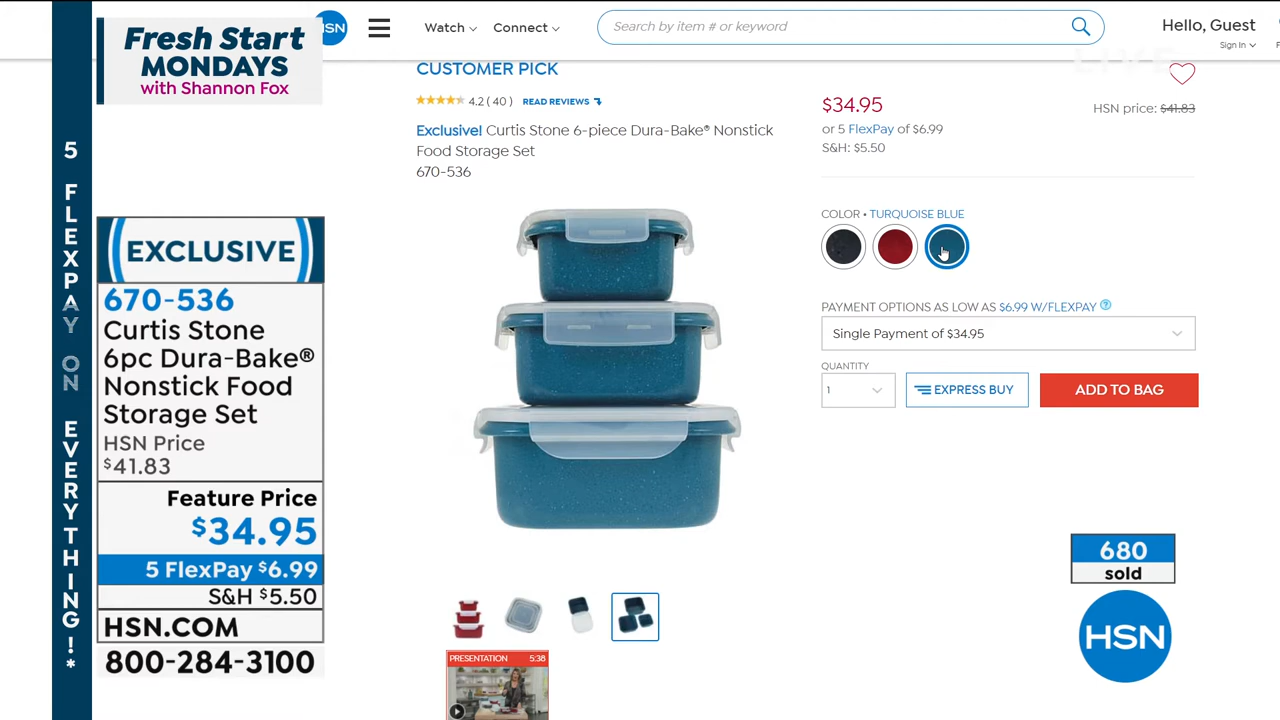 Fresh Start
MONDAYS
with Shannon Fox
5 FLEXPAY ON EVERYTHING!*
EXCLUSIVE
670-536
Curtis Stone
6pc Dura-Bake®
Nonstick Food
Storage Set
HSN Price
$41.83
Feature Price
$34.95
5 FlexPay $6.99
S&H $5.50
HSN.COM
800-284-3100
HSN
Watch
Connect
Search by item # or keyword
Hello, Guest
Sign In
LIVE
CUSTOMER PICK
4.2 ( 40 ) READ REVIEWS
Exclusive! Curtis Stone 6-piece Dura-Bake® Nonstick
Food Storage Set
670-536
$34.95
HSN price: $41.83
or 5 FlexPay of $6.99
S&H: $5.50
COLOR • TURQUOISE BLUE
PAYMENT OPTIONS AS LOW AS $6.99 W/FLEXPAY ?
Single Payment of $34.95
QUANTITY
1
EXPRESS BUY
ADD TO BAG
PRESENTATION 5:38
680
sold
HSN